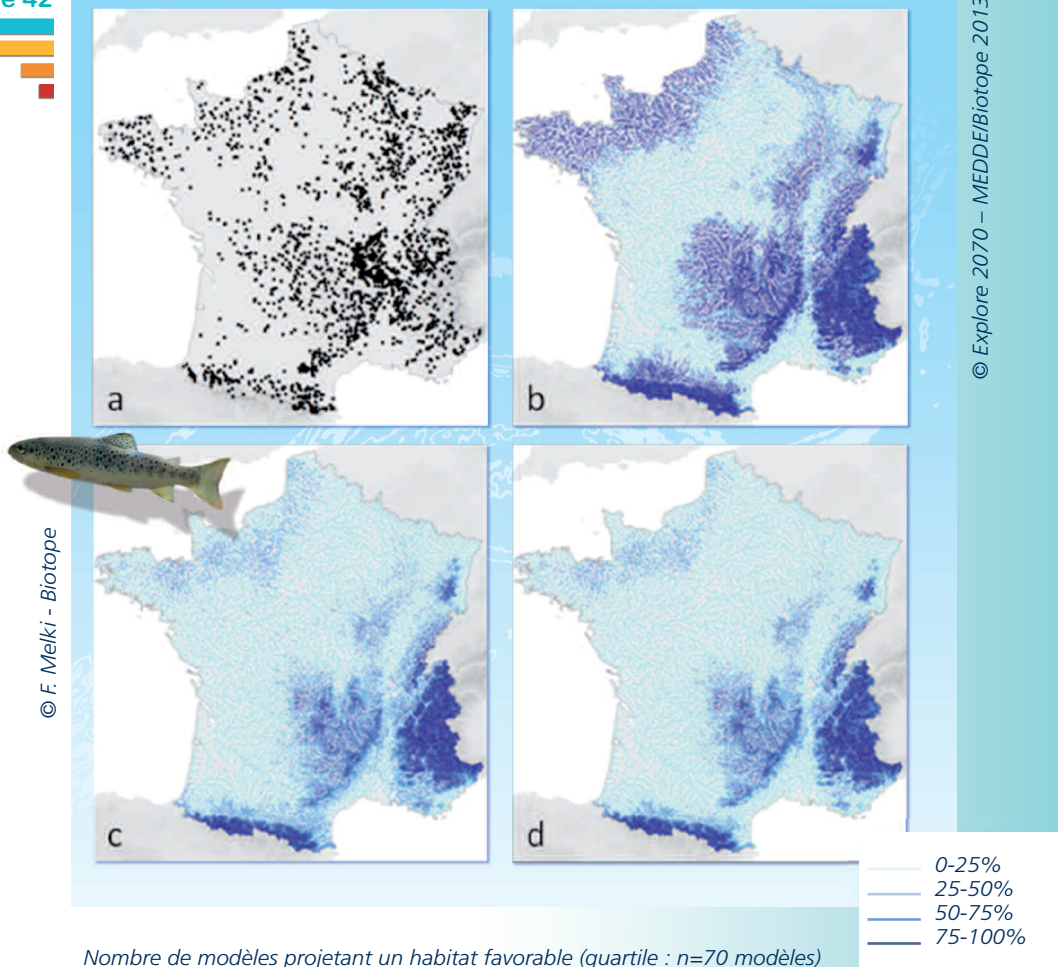 e 42
a
b
© Explore 2070 – MEDDE/Biotope 2013
© F. Melki - Biotope
c
d
0-25%
25-50%
50-75%
75-100%
Nombre de modèles projetant un habitat favorable (quartile : n=70 modèles)